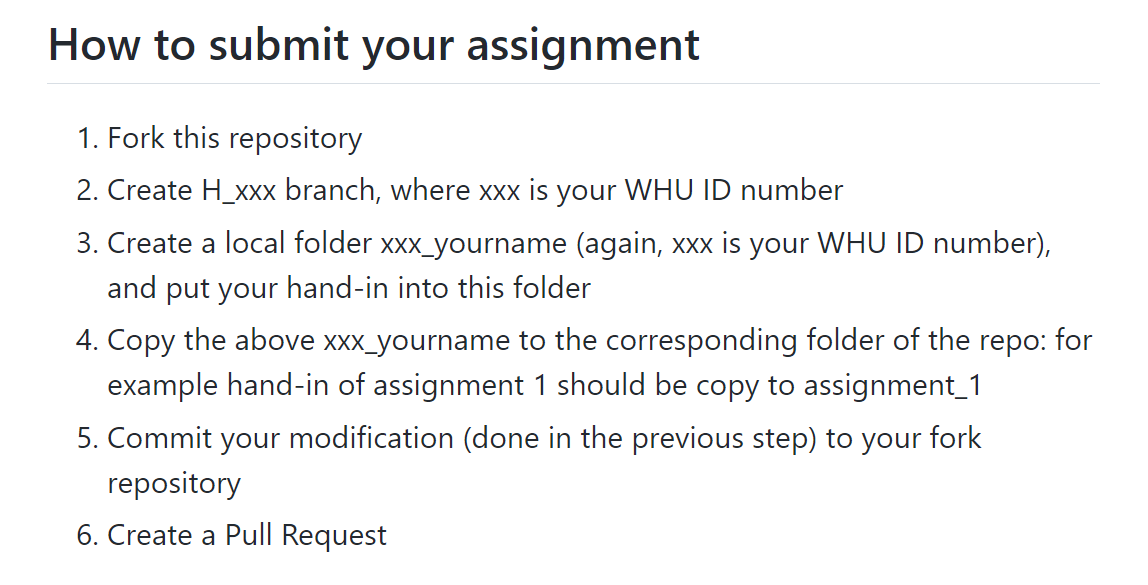 How to submit your assignment
1. Fork this repository
2. Create H_xxx branch, where xxx is your WHU ID number
3. Create a local folder xxx_yourname (again, xxx is your WHU ID number),
and put your hand-in into this folder
4. Copy the above xxx_yourname to the corresponding folder of the repo: for
example hand-in of assignment 1 should be copy to assignment_1
5. Commit your modification (done in the previous step) to your fork
repository
6. Create a Pull Request